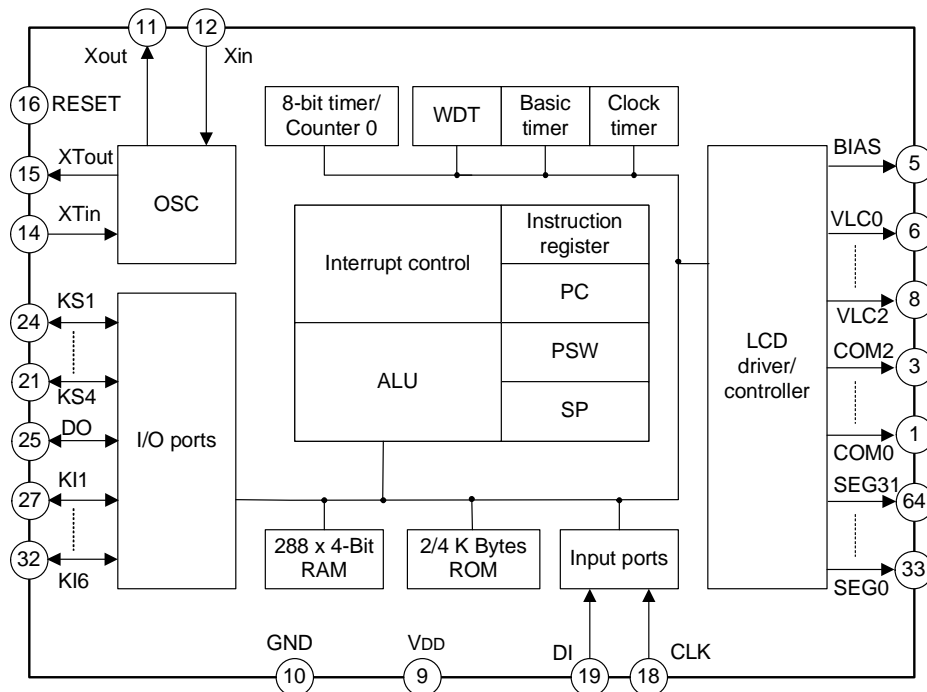 11
12
Xout
Xin
16
RESET
8-bit timer/
Counter 0
WDT
Basic
timer
Clock
timer
15
XTout
OSC
14
XTin
BIAS
5
VLC0
6
8
VLC2
Interrupt control
Instruction
register
PC
ALU
PSW
SP
24
KS1
21
KS4
25
DO
27
KI1
32
KI6
I/O ports
LCD
driver/
controller
COM2
3
1
COM0
SEG31
64
33
SEG0
288 x 4-Bit
RAM
2/4 K Bytes
ROM
Input ports
GND
10
VDD
9
DI
19
18
CLK